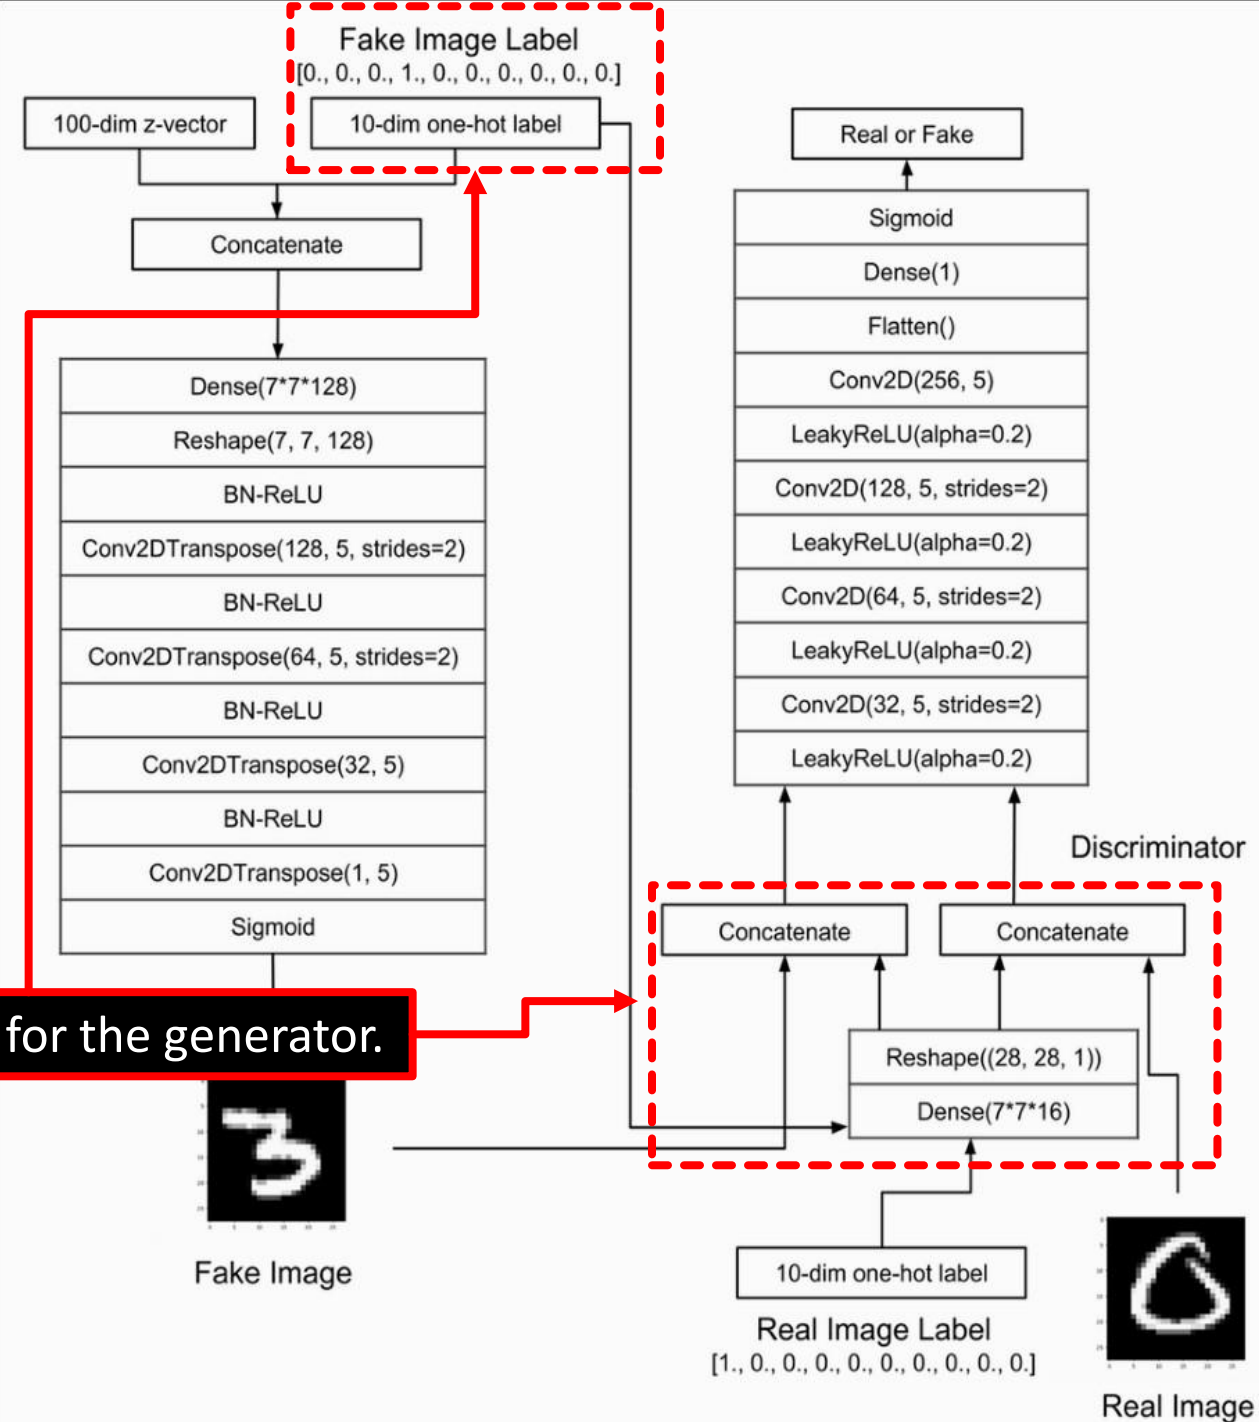 Fake Image Label
[0., 0., 0., 1., 0., 0., 0., 0., 0., 0.]
100-dim z-vector
10-dim one-hot label
Concatenate
Dense(7*7*128)
Reshape(7, 7, 128)
BN-ReLU
Conv2DTranspose(128, 5, strides=2)
BN-ReLU
Conv2DTranspose(64, 5, strides=2)
BN-ReLU
Conv2DTranspose(32, 5)
BN-ReLU
Conv2DTranspose(1, 5)
Sigmoid
for the generator.
Fake Image
Real or Fake
Sigmoid
Dense(1)
Flatten()
Conv2D(256, 5)
LeakyReLU(alpha=0.2)
Conv2D(128, 5, strides=2)
LeakyReLU(alpha=0.2)
Conv2D(64, 5, strides=2)
LeakyReLU(alpha=0.2)
Conv2D(32, 5, strides=2)
LeakyReLU(alpha=0.2)
Discriminator
Concatenate
Concatenate
Reshape((28, 28, 1))
Dense(7*7*16)
10-dim one-hot label
Real Image Label
[1., 0., 0., 0., 0., 0., 0., 0., 0., 0.]
Real Image